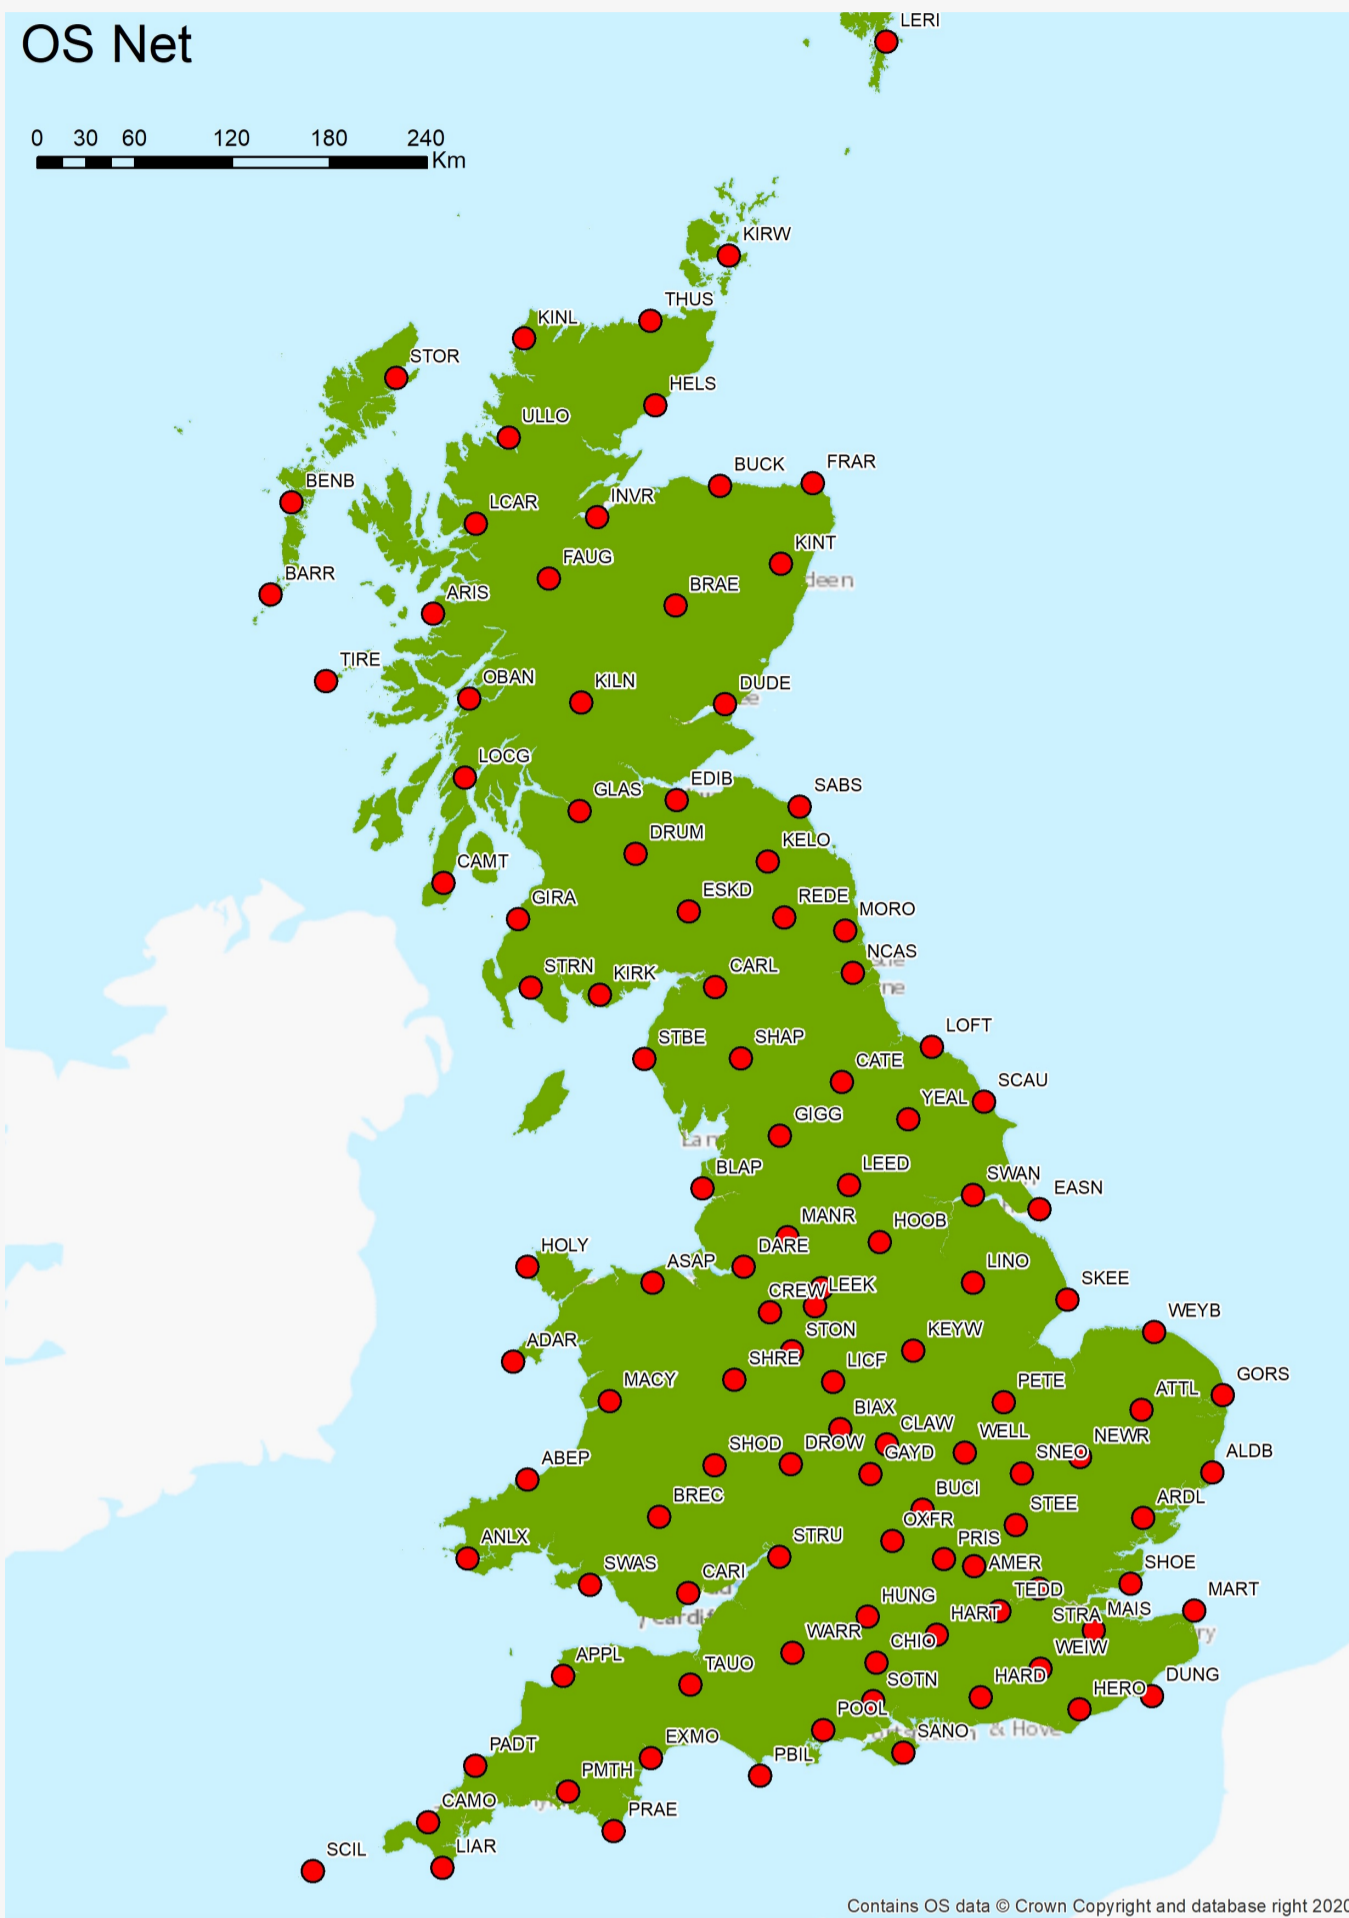 LERI
OS Net
0 30 60 120 180 240
Km
KIRW
THUS
KINL
STOR
HELS
ULLO
BUCK
FRAR
BENB
INVR
LCAR
KINT
FAUG
deen
BARR
BRAE
ARIS
TIRE
OBAN
KILN
DUDE
LOCG
EDIB
SABS
GLAS
DRUM
KELO
CAMT
ESKD
REDE
GIRA
MORO
NCAS
ne
STRN
KIRK
CARL
LOFT
STBE
SHAP
CATE
SCAU
YEAL
GIGG
Lan
BLAP
LEED
SWAN
EASN
MANR
HOOB
HOLY
DARE
ASAP
LINO
SKEE
CREW
LEEK
WEYB
STON
KEYW
ADAR
SHRE
LICF
GORS
MACY
PETE
ATTL
BIAX
CLAW
WELL
NEWR
SHOD
DROW
GAYD
SNEO
ALDB
ABEP
BREC
BUCI
STEE
ARDL
OXFR
PRIS
ANLX
STRU
AMER
SHOE
SWAS
CARI
TEDD
MART
Cardif
HUNG
HART
STRA
MAIS
ry
WARR
CHIO
WEIW
APPL
TAUO
SOTN
HARD
DUNG
HERO
POOL
SANO
& Hove
EXMO
PADT
PBIL
PMTH
CAMO
PRAE
LIAR
SCIL
Contains OS data © Crown Copyright and database right 2020